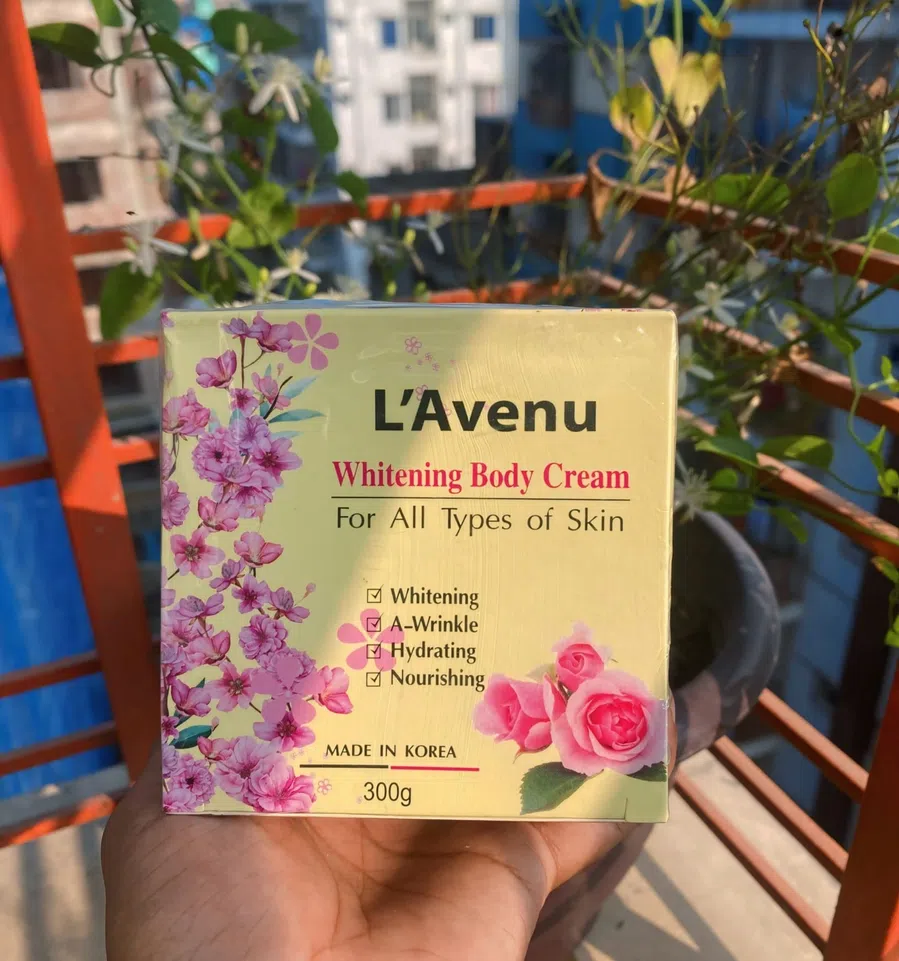 L'Avenu
Whitening Body Cream
For All Types of Skin
☑ Whitening
☑ A-Wrinkle
☑ Hydrating
☑ Nourishing
MADE IN KOREA
300g